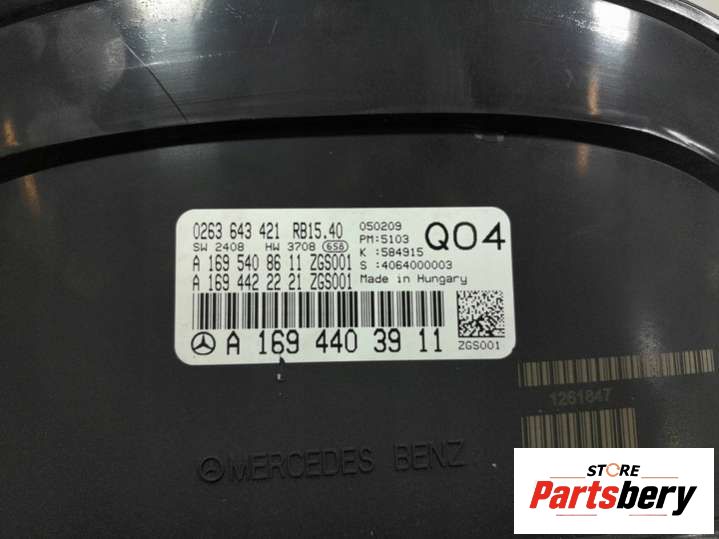 0263 643 421 RB15.40
SW 2408 HW 3708 658
A 169 540 86 11 ZGS001
A 169 442 22 21 ZGS001
050209
PM:5103
K :584915
S :4064000003
Made in Hungary
Q04
A 169 440 39 11
ZGS001
1261847
MERCEDES BENZ
STORE
Partsbery